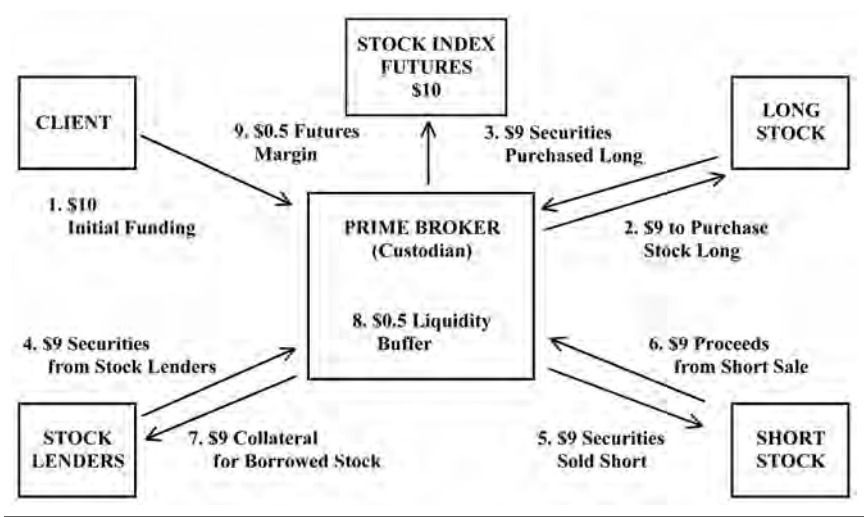 STOCK INDEX
FUTURES
$10
CLIENT
LONG
STOCK
9. $0.5 Futures
Margin
3. $9 Securities
Purchased Long
1. $10
Initial Funding
PRIME BROKER
(Custodian)
2. $9 to Purchase
Stock Long
8. $0.5 Liquidity
Buffer
4. $9 Securities
from Stock Lenders
6. $9 Proceeds
from Short Sale
STOCK
LENDERS
7. $9 Collateral
for Borrowed Stock
5. $9 Securities
Sold Short
SHORT
STOCK